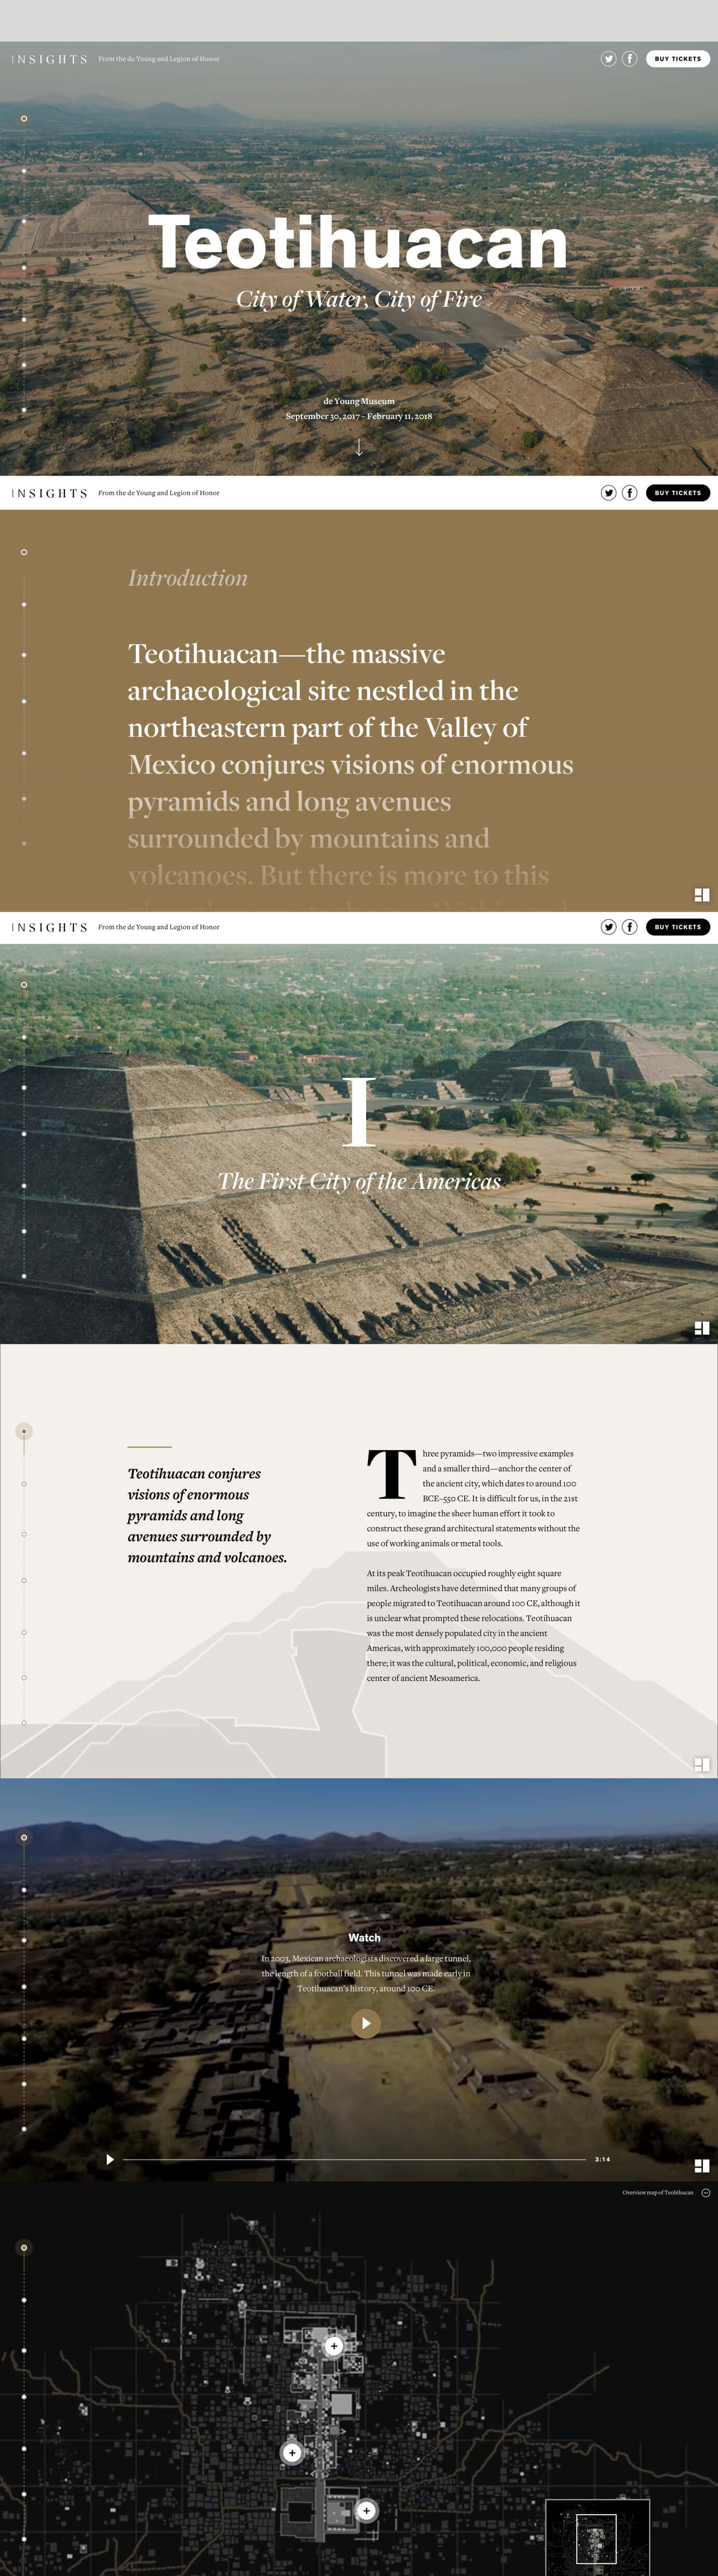 INSIGHTS From the de Young and Legion of Honor BUY TICKETS
Teotihuacan
City of Water, City of Fire
de Young Museum
September 30, 2017 – February 11, 2018
INSIGHTS From the de Young and Legion of Honor BUY TICKETS
Introduction
Teotihuacan—the massive
archaeological site nestled in the
northeastern part of the Valley of
Mexico conjures visions of enormous
pyramids and long avenues
surrounded by mountains and
volcanoes. But there is more to this
INSIGHTS From the de Young and Legion of Honor BUY TICKETS
I
The First City of the Americas
Teotihuacan conjures
visions of enormous
pyramids and long
avenues surrounded by
mountains and volcanoes.
Three pyramids—two impressive examples
and a smaller third—anchor the center of
the ancient city, which dates to around 100
BCE–550 CE. It is difficult for us, in the 21st
century, to imagine the sheer human effort it took to
construct these grand architectural statements without the
use of working animals or metal tools.
At its peak Teotihuacan occupied roughly eight square
miles. Archeologists have determined that many groups of
people migrated to Teotihuacan around 100 CE, although it
is unclear what prompted these relocations. Teotihuacan
was the most densely populated city in the ancient
Americas, with approximately 100,000 people residing
there; it was the cultural, political, economic, and religious
center of ancient Mesoamerica.
Watch
In 2003, Mexican archaeologists discovered a large tunnel,
the length of a football field. This tunnel was made early in
Teotihuacan's history, around 100 CE.
3:14
Overview map of Teohihucan